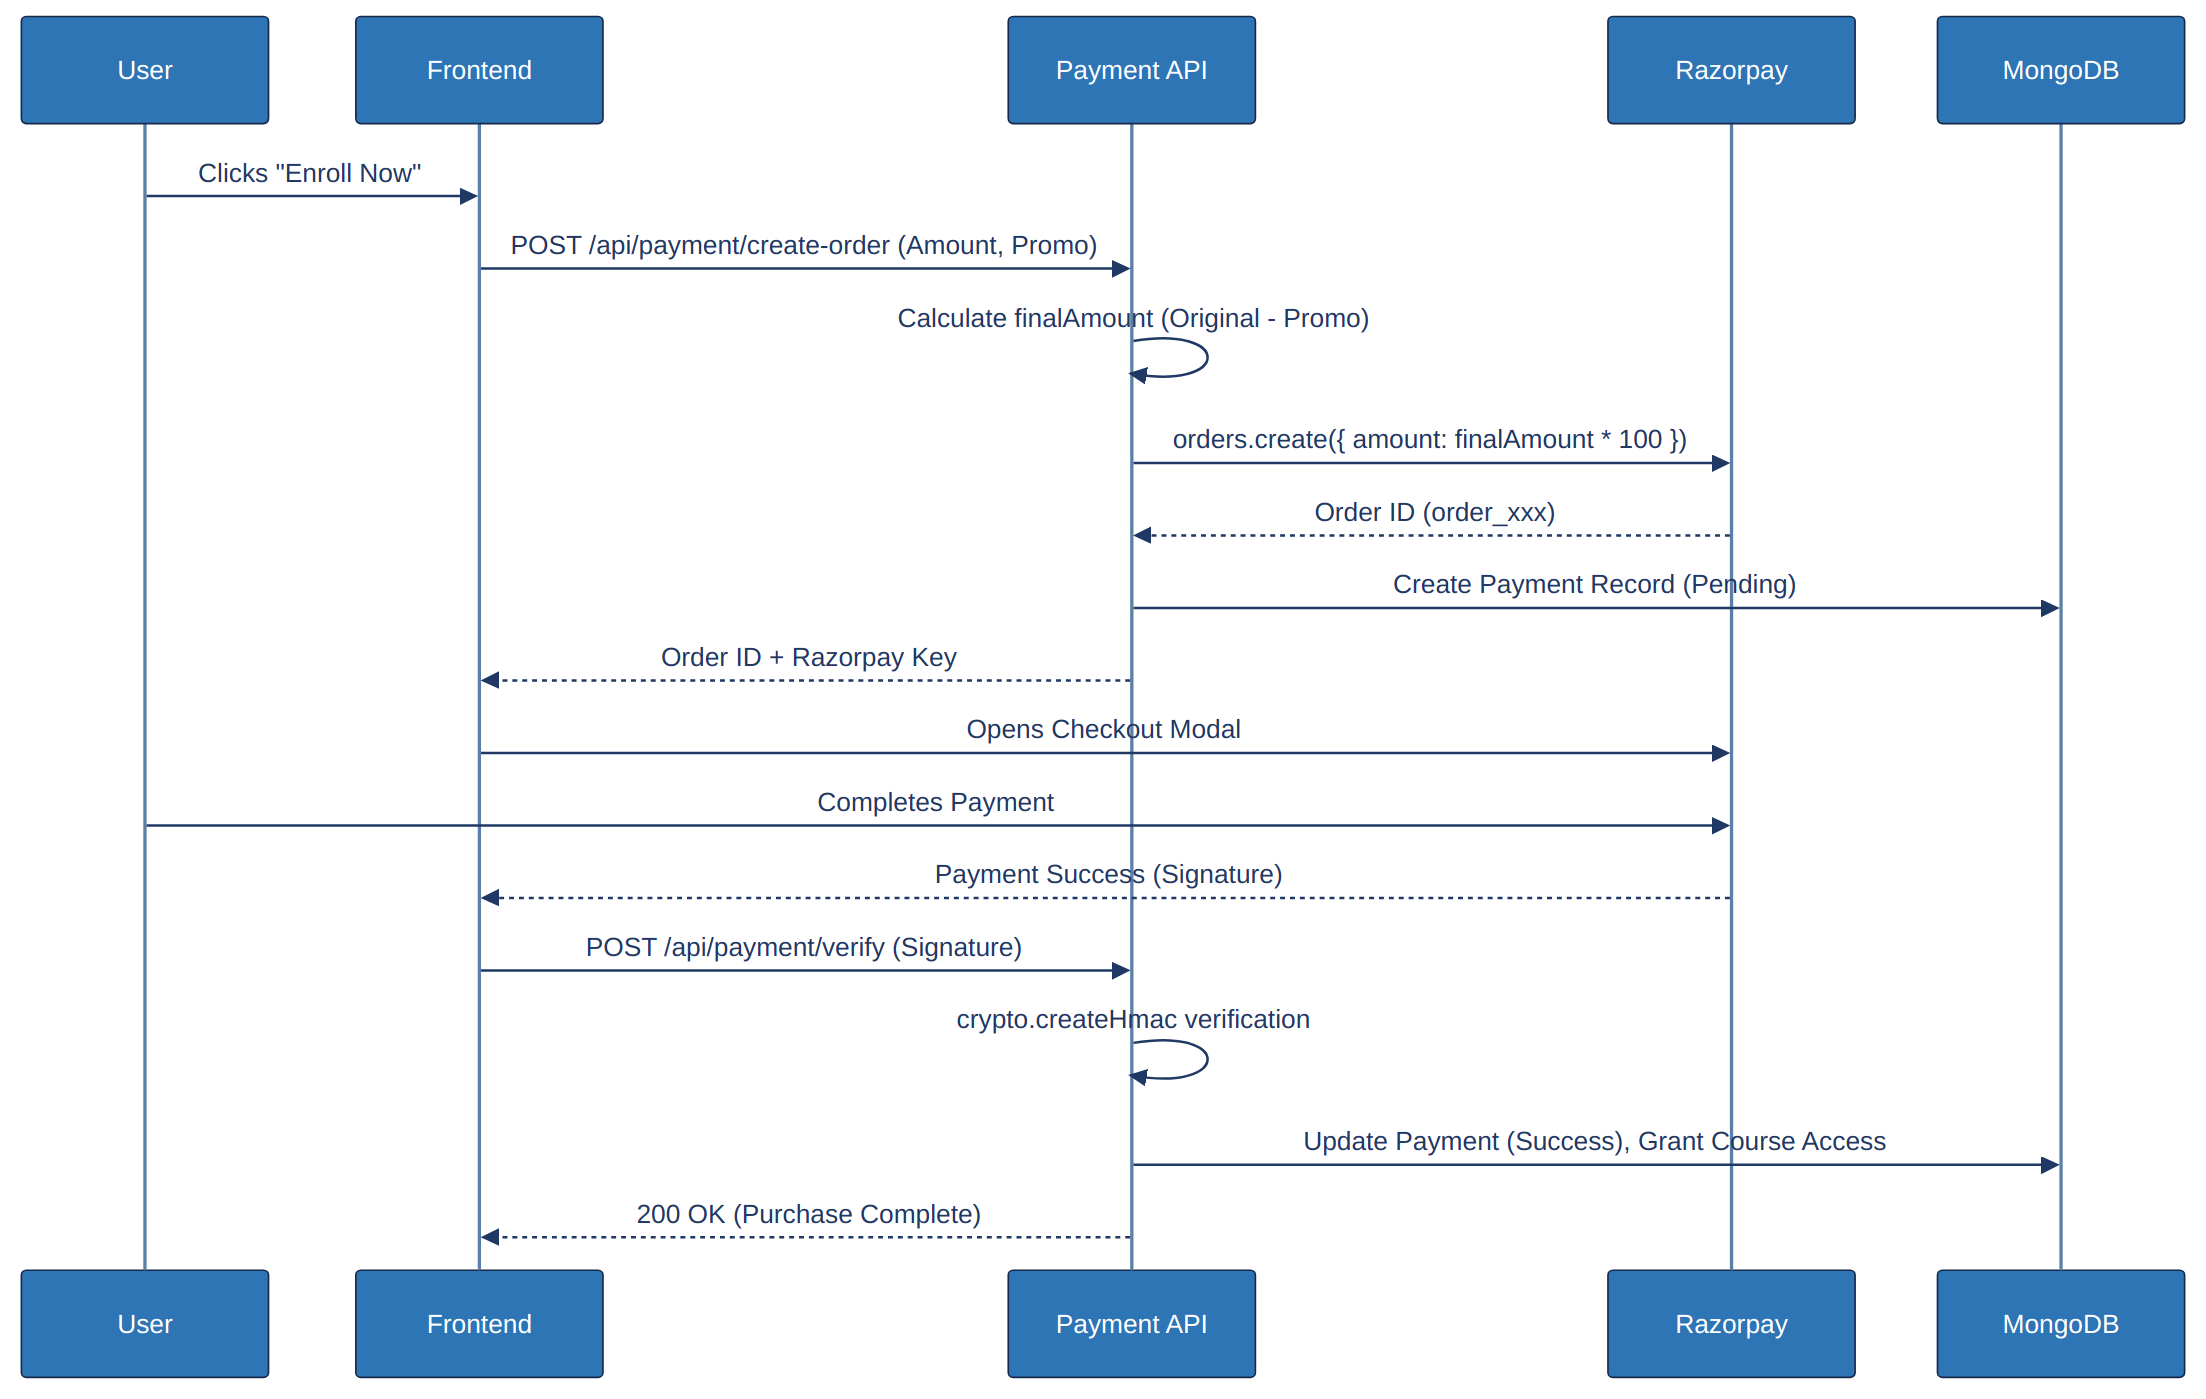 User
Frontend
Payment API
Razorpay
MongoDB
Clicks "Enroll Now"
POST /api/payment/create-order (Amount, Promo)
Calculate finalAmount (Original - Promo)
orders.create({ amount: finalAmount * 100 })
Order ID (order_xxx)
Create Payment Record (Pending)
Order ID + Razorpay Key
Opens Checkout Modal
Completes Payment
Payment Success (Signature)
POST /api/payment/verify (Signature)
crypto.createHmac verification
Update Payment (Success), Grant Course Access
200 OK (Purchase Complete)
User
Frontend
Payment API
Razorpay
MongoDB